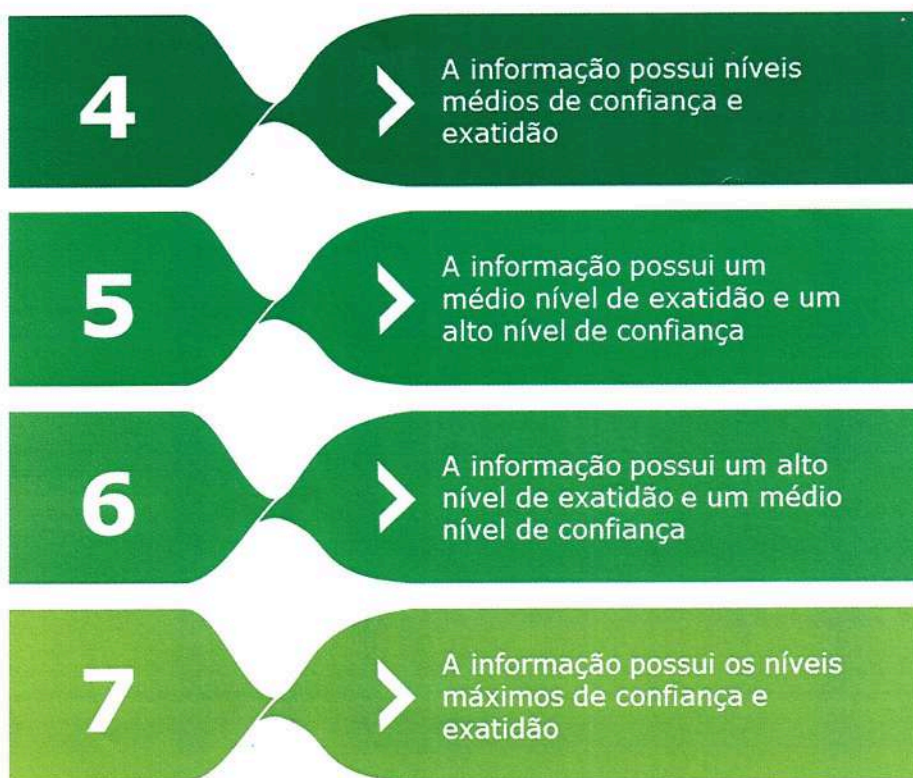 4
A informação possui níveis
médios de confiança e
exatidão
5
A informação possui um
médio nível de exatidão e um
alto nível de confiança
6
A informação possui um alto
nível de exatidão e um médio
nível de confiança
7
A informação possui os níveis
máximos de confiança e
exatidão